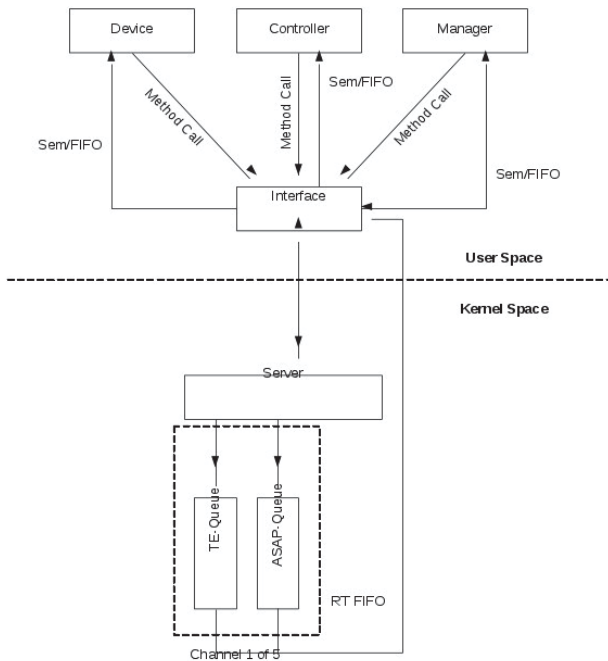 Device
Controller
Manager
Method Call
Method Call
Sem/FIFO
Method Call
Sem/FIFO
Sem/FIFO
Interface
User Space
Kernel Space
Server
TE-Queue
ASAP-Queue
RT FIFO
Channel 1 of 5